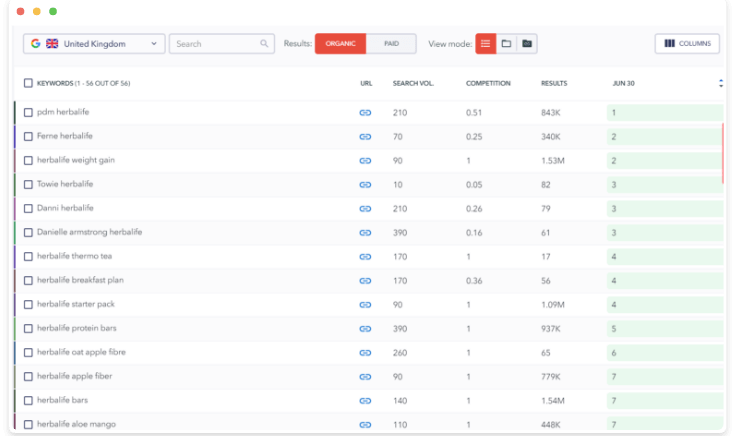 United Kingdom Search Results: ORGANIC PAID View mode: COLUMNS
KEYWORDS (1 - 56 OUT OF 56) URL SEARCH VOL. COMPETITION RESULTS JUN 30
pdm herbalife 210 0.51 843K 1
Ferne herbalife 70 0.25 340K 2
herbalife weight gain 90 1 1.53M 2
Towie herbalife 10 0.05 82 3
Danni herbalife 210 0.26 79 3
Danielle armstrong herbalife 390 0.16 61 3
herbalife thermo tea 170 1 17 4
herbalife breakfast plan 170 0.36 56 4
herbalife starter pack 90 1 1.09M 4
herbalife protein bars 390 1 937K 5
herbalife oat apple fibre 260 1 65 6
herbalife apple fiber 90 1 779K 7
herbalife bars 140 1 1.54M 7
herbalife aloe mango 110 1 448K 7